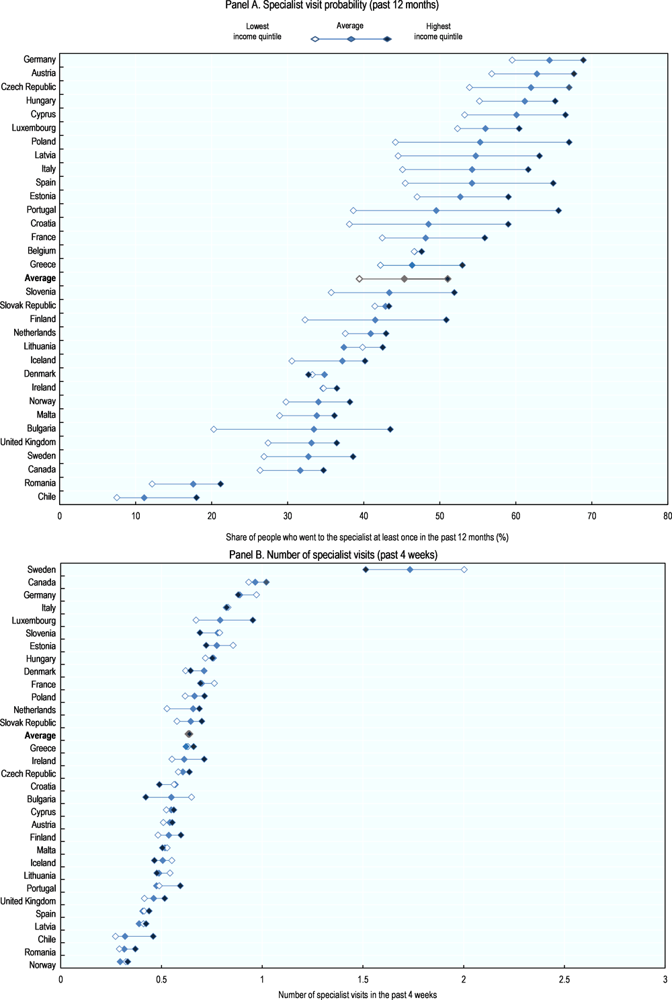 Panel A. Specialist visit probability (past 12 months)
Lowest
income quintile
Average
Highest
income quintile
Germany
Austria
Czech Republic
Hungary
Cyprus
Luxembourg
Poland
Latvia
Italy
Spain
Estonia
Portugal
Croatia
France
Belgium
Greece
Average
Slovenia
Slovak Republic
Finland
Netherlands
Lithuania
Iceland
Denmark
Ireland
Norway
Malta
Bulgaria
United Kingdom
Sweden
Canada
Romania
Chile
0 10 20 30 40 50 60 70 80
Share of people who went to the specialist at least once in the past 12 months (%)
Panel B. Number of specialist visits (past 4 weeks)
Sweden
Canada
Germany
Italy
Luxembourg
Slovenia
Estonia
Hungary
Denmark
France
Poland
Netherlands
Slovak Republic
Average
Greece
Ireland
Czech Republic
Croatia
Bulgaria
Cyprus
Austria
Finland
Malta
Iceland
Lithuania
Portugal
United Kingdom
Spain
Latvia
Chile
Romania
Norway
0 0.5 1 1.5 2 2.5 3
Number of specialist visits in the past 4 weeks